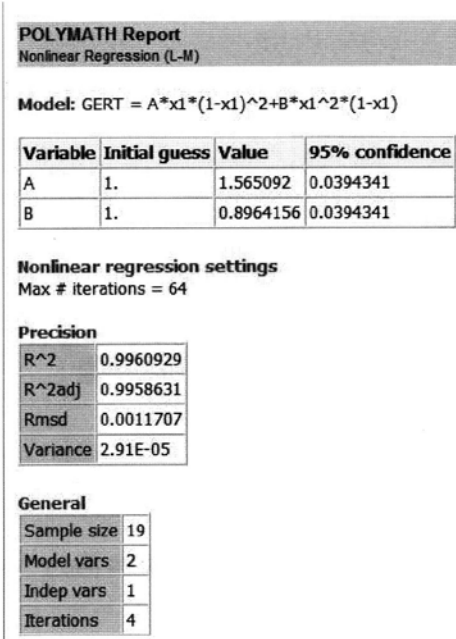 POLYMATH Report
Nonlinear Regression (L-M)
Model: GERT = A*x1*(1-x1)^2+B*x1^2*(1-x1)
Variable Initial guess Value 95% confidence
A 1. 1.565092 0.0394341
B 1. 0.8964156 0.0394341
Nonlinear regression settings
Max # iterations = 64
Precision
R^2 0.9960929
R^2adj 0.9958631
Rmsd 0.0011707
Variance 2.91E-05
General
Sample size 19
Model vars 2
Indep vars 1
Iterations 4